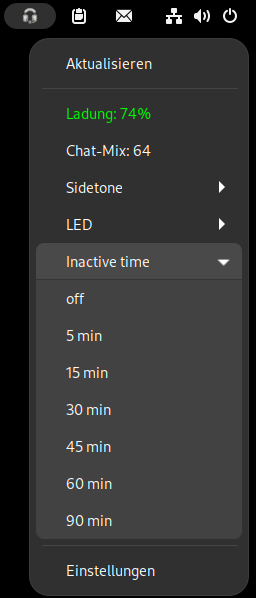 Aktualisieren
Ladung: 74%
Chat-Mix: 64
Sidetone
LED
Inactive time
off
5 min
15 min
30 min
45 min
60 min
90 min
Einstellungen